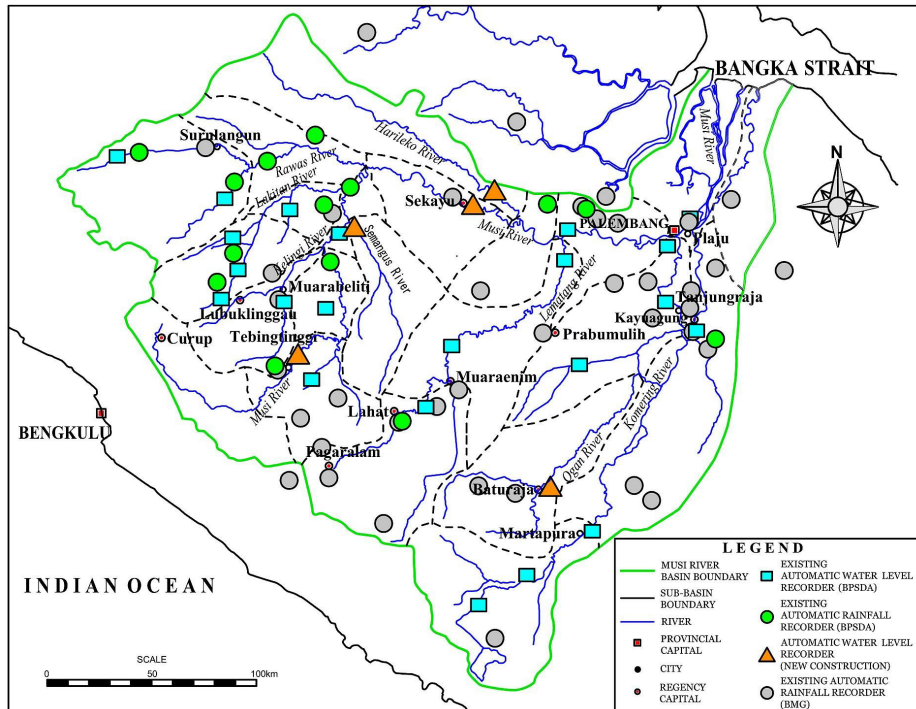 BANGKA STRAIT
Musi River
Surulangun
Harileko River
Rawas River
N
Lakitan River
Sekayu
Musi River
PALEMBANG
Plaju
Kelingi River
Semangus River
Muarabeliti
Lematang River
Tanjungraja
Lubuklinggau
Kayuagung
Curup
Tebingtinggi
Prabumulih
Komering River
Muaraenim
Musi River
Lahat
BENGKULU
Pagaralam
Ogan River
Baturaja
Martapura
INDIAN OCEAN
SCALE
0 50 100km
LEGEND
MUSI RIVER
BASIN BOUNDARY
SUB-BASIN
BOUNDARY
RIVER
PROVINCIAL
CAPITAL
CITY
REGENCY
CAPITAL
EXISTING
AUTOMATIC WATER LEVEL
RECORDER (BPSDA)
EXISTING
AUTOMATIC RAINFALL
RECORDER (BPSDA)
AUTOMATIC WATER LEVEL
RECORDER
(NEW CONSTRUCTION)
EXISTING AUTOMATIC
RAINFALL RECORDER
(BMG)